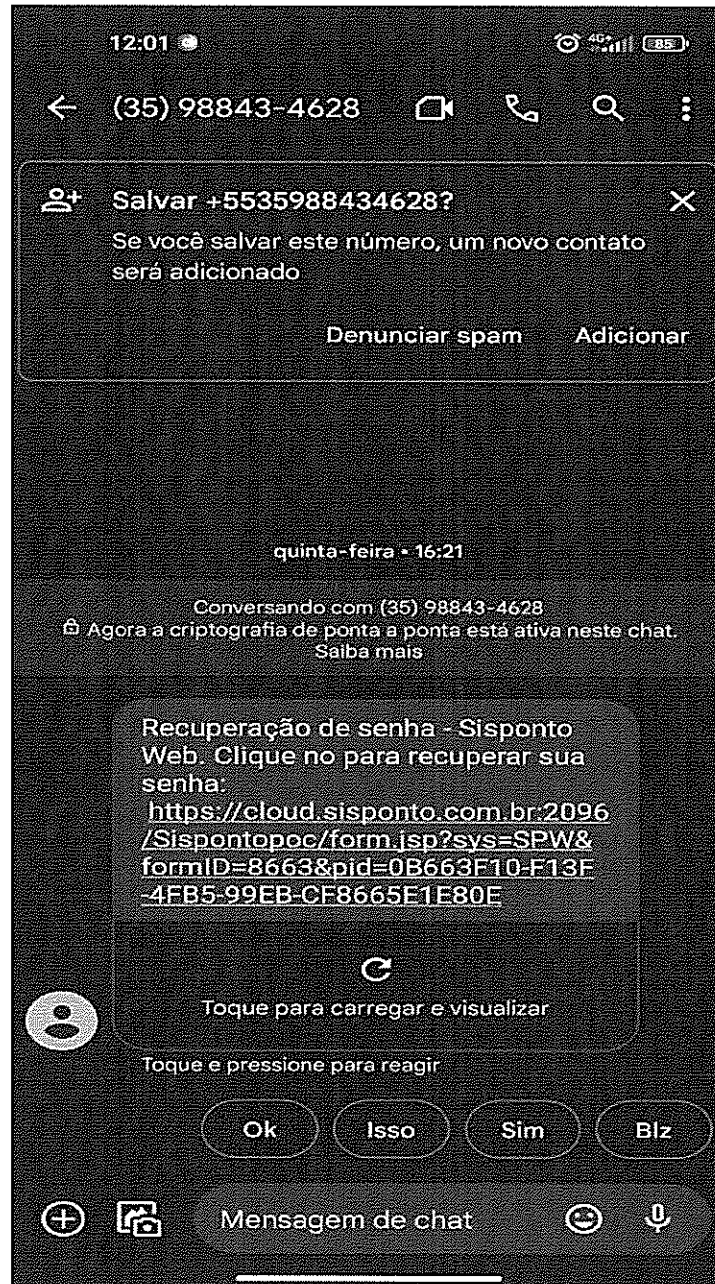 12:01
4G+
85
(35) 98843-4628
Salvar +5535988434628?
Se você salvar este número, um novo contato
será adicionado
Denunciar spam Adicionar
quinta-feira • 16:21
Conversando com (35) 98843-4628
Agora a criptografia de ponta a ponta está ativa neste chat.
Saiba mais
Recuperação de senha - Sisponto
Web. Clique no para recuperar sua
senha:
https://cloud.sisponto.com.br:2096
/Sispontopoc/form.jsp?sys=SPW&
formID=8663&pid=0B663F10-F13F
-4FB5-99EB-CF8665E1E80E
Toque para carregar e visualizar
Toque e pressione para reagir
Ok Isso Sim Blz
Mensagem de chat